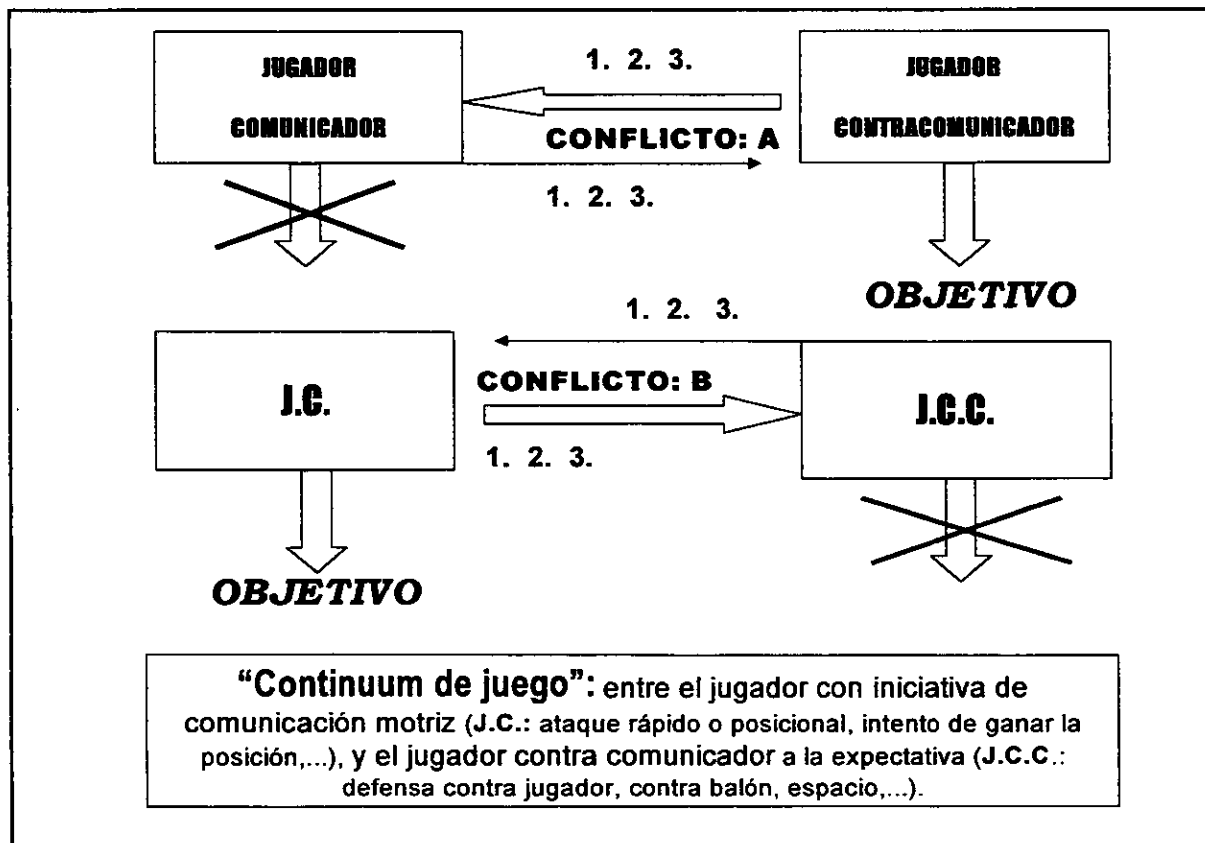 JUGADOR
COMUNICADOR
1. 2. 3.
CONFLICTO: A
1. 2. 3.
JUGADOR
CONTRACOMUNICADOR
OBJETIVO
1. 2. 3.
J.C.
CONFLICTO: B
1. 2. 3.
J.C.C.
OBJETIVO
“Continuum de juego”: entre el jugador con iniciativa de
comunicación motriz (J.C.: ataque rápido o posicional, intento de ganar la
posición,...), y el jugador contra comunicador a la expectativa (J.C.C.:
defensa contra jugador, contra balón, espacio,...).